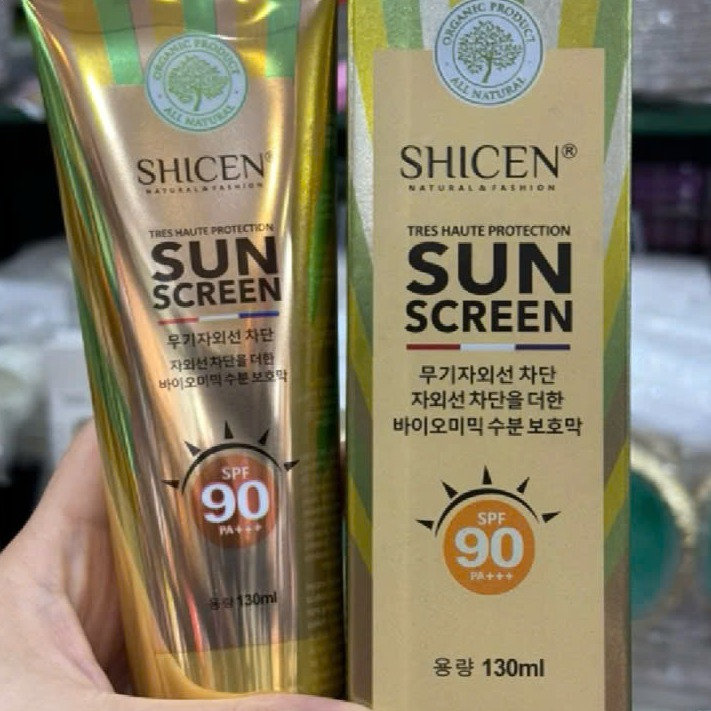 ORGANIC PRODUCT
ALL NATURAL
SHICEN®
NATURAL & FASHION
TRES HAUTE PROTECTION
SUN
SCREEN
무기자외선 차단
자외선 차단을 더한
바이오미믹 수분 보호막
SPF
90
PA+++
용량 130ml
ORGANIC PRODUCT
ALL NATURAL
SHICEN®
NATURAL & FASHION
TRES HAUTE PROTECTION
SUN
SCREEN
무기자외선 차단
자외선 차단을 더한
바이오미믹 수분 보호막
SPF
90
PA+++
용량 130ml